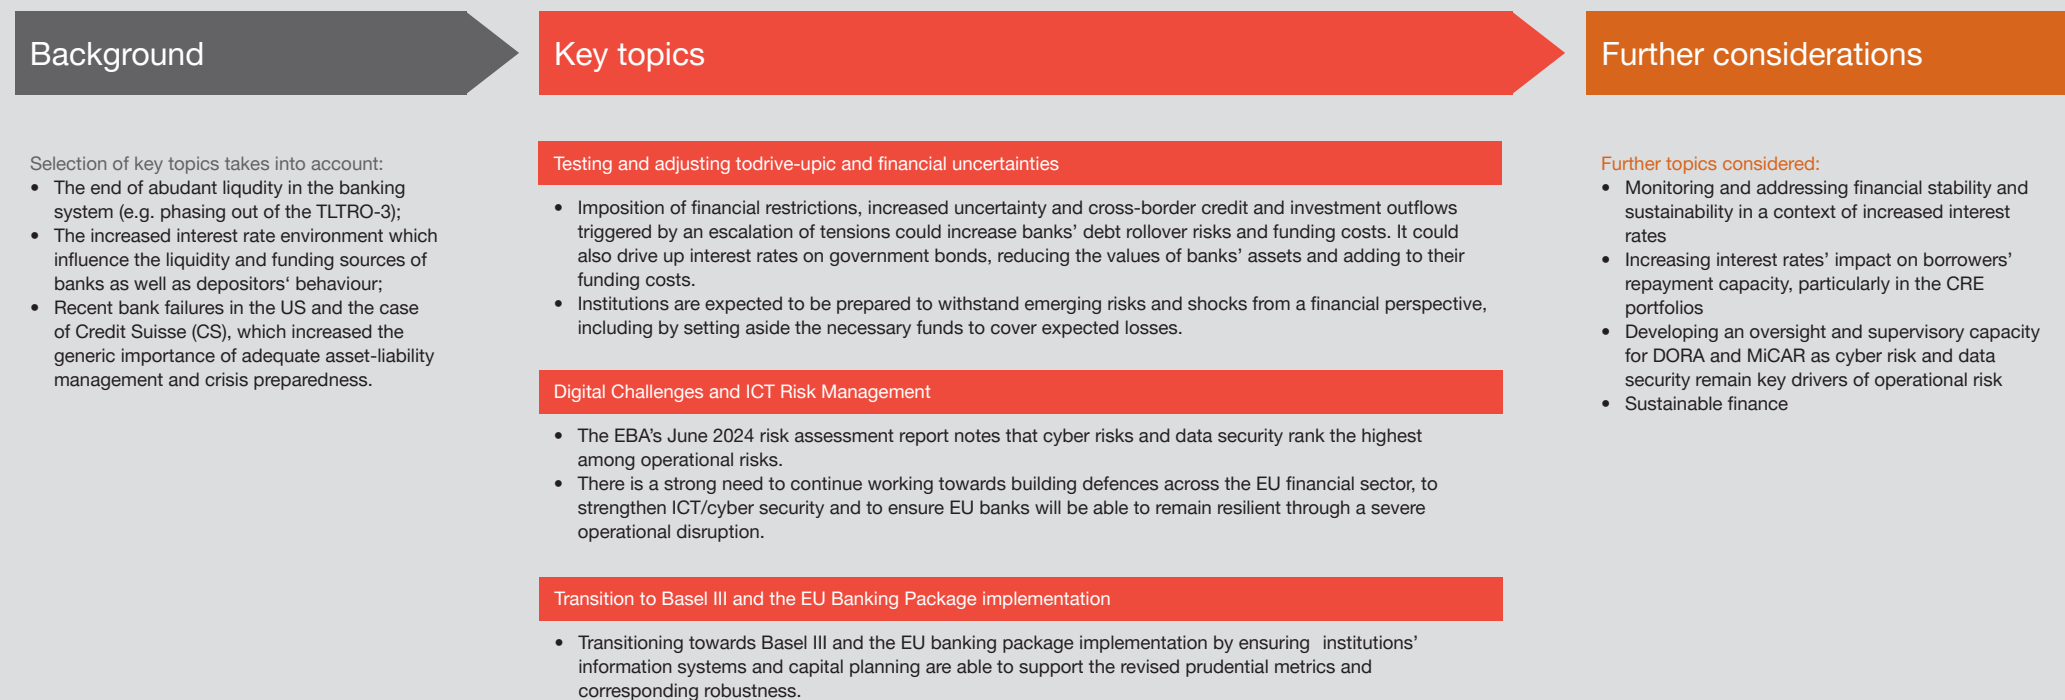 Background
Key topics
Further considerations
Selection of key topics takes into account:
• The end of abudant liqudity in the banking
system (e.g. phasing out of the TLTRO-3);
• The increased interest rate environment which
influence the liquidity and funding sources of
banks as well as depositors‘ behaviour;
• Recent bank failures in the US and the case
of Credit Suisse (CS), which increased the
generic importance of adequate asset-liability
management and crisis preparedness.
Testing and adjusting todrive-upic and financial uncertainties
• Imposition of financial restrictions, increased uncertainty and cross-border credit and investment outflows
triggered by an escalation of tensions could increase banks’ debt rollover risks and funding costs. It could
also drive up interest rates on government bonds, reducing the values of banks’ assets and adding to their
funding costs.
• Institutions are expected to be prepared to withstand emerging risks and shocks from a financial perspective,
including by setting aside the necessary funds to cover expected losses.
Digital Challenges and ICT Risk Management
• The EBA’s June 2024 risk assessment report notes that cyber risks and data security rank the highest
among operational risks.
• There is a strong need to continue working towards building defences across the EU financial sector, to
strengthen ICT/cyber security and to ensure EU banks will be able to remain resilient through a severe
operational disruption.
Transition to Basel III and the EU Banking Package implementation
• Transitioning towards Basel III and the EU banking package implementation by ensuring institutions’
information systems and capital planning are able to support the revised prudential metrics and
corresponding robustness.
Further topics considered:
• Monitoring and addressing financial stability and
sustainability in a context of increased interest
rates
• Increasing interest rates’ impact on borrowers’
repayment capacity, particularly in the CRE
portfolios
• Developing an oversight and supervisory capacity
for DORA and MiCAR as cyber risk and data
security remain key drivers of operational risk
• Sustainable finance